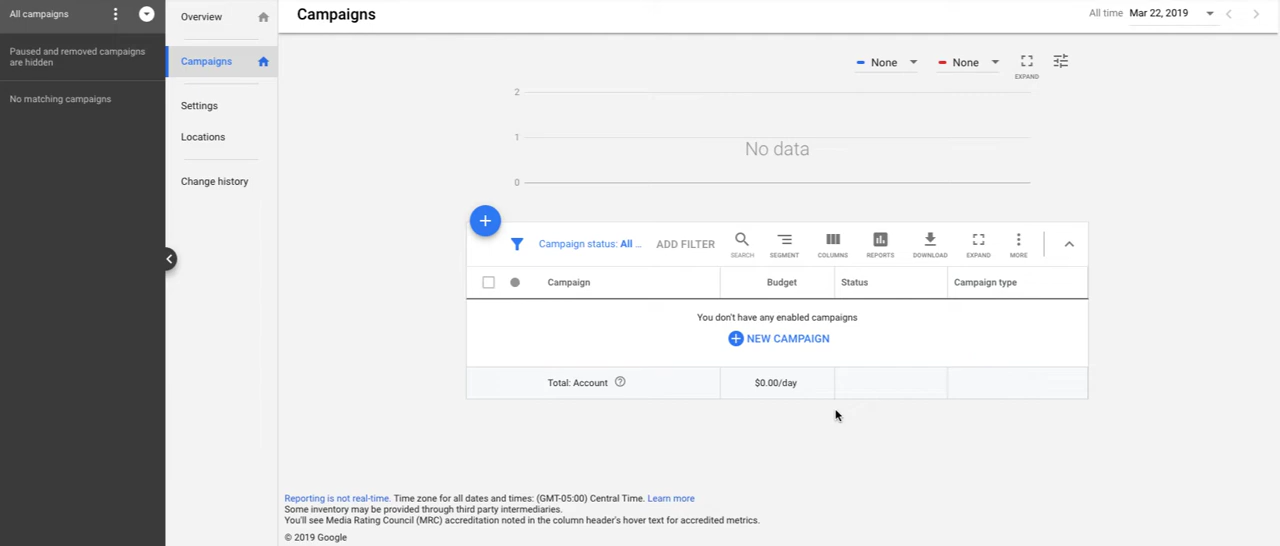 All campaigns
Paused and removed campaigns
are hidden
No matching campaigns
Overview
Campaigns
Settings
Locations
Change history
Campaigns
All time Mar 22, 2019
None
None
EXPAND
2
1
0
No data
Campaign status: All ...
ADD FILTER
SEARCH
SEGMENT
COLUMNS
REPORTS
DOWNLOAD
EXPAND
MORE
Campaign Budget Status Campaign type
You don't have any enabled campaigns
NEW CAMPAIGN
Total: Account $0.00/day
Reporting is not real-time. Time zone for all dates and times: (GMT-05:00) Central Time. Learn more
Some inventory may be provided through third party intermediaries.
You'll see Media Rating Council (MRC) accreditation noted in the column header's hover text for accredited metrics.
© 2019 Google